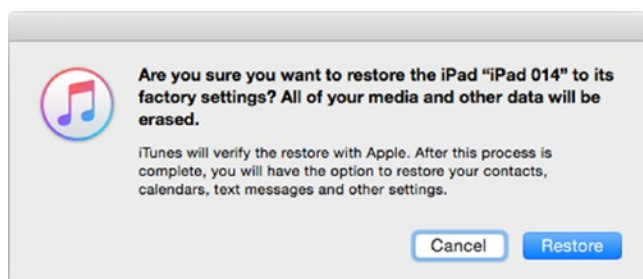 Are you sure you want to restore the iPad “iPad 014” to its
factory settings? All of your media and other data will be
erased.
iTunes will verify the restore with Apple. After this process is
complete, you will have the option to restore your contacts,
calendars, text messages and other settings.
Cancel
Restore